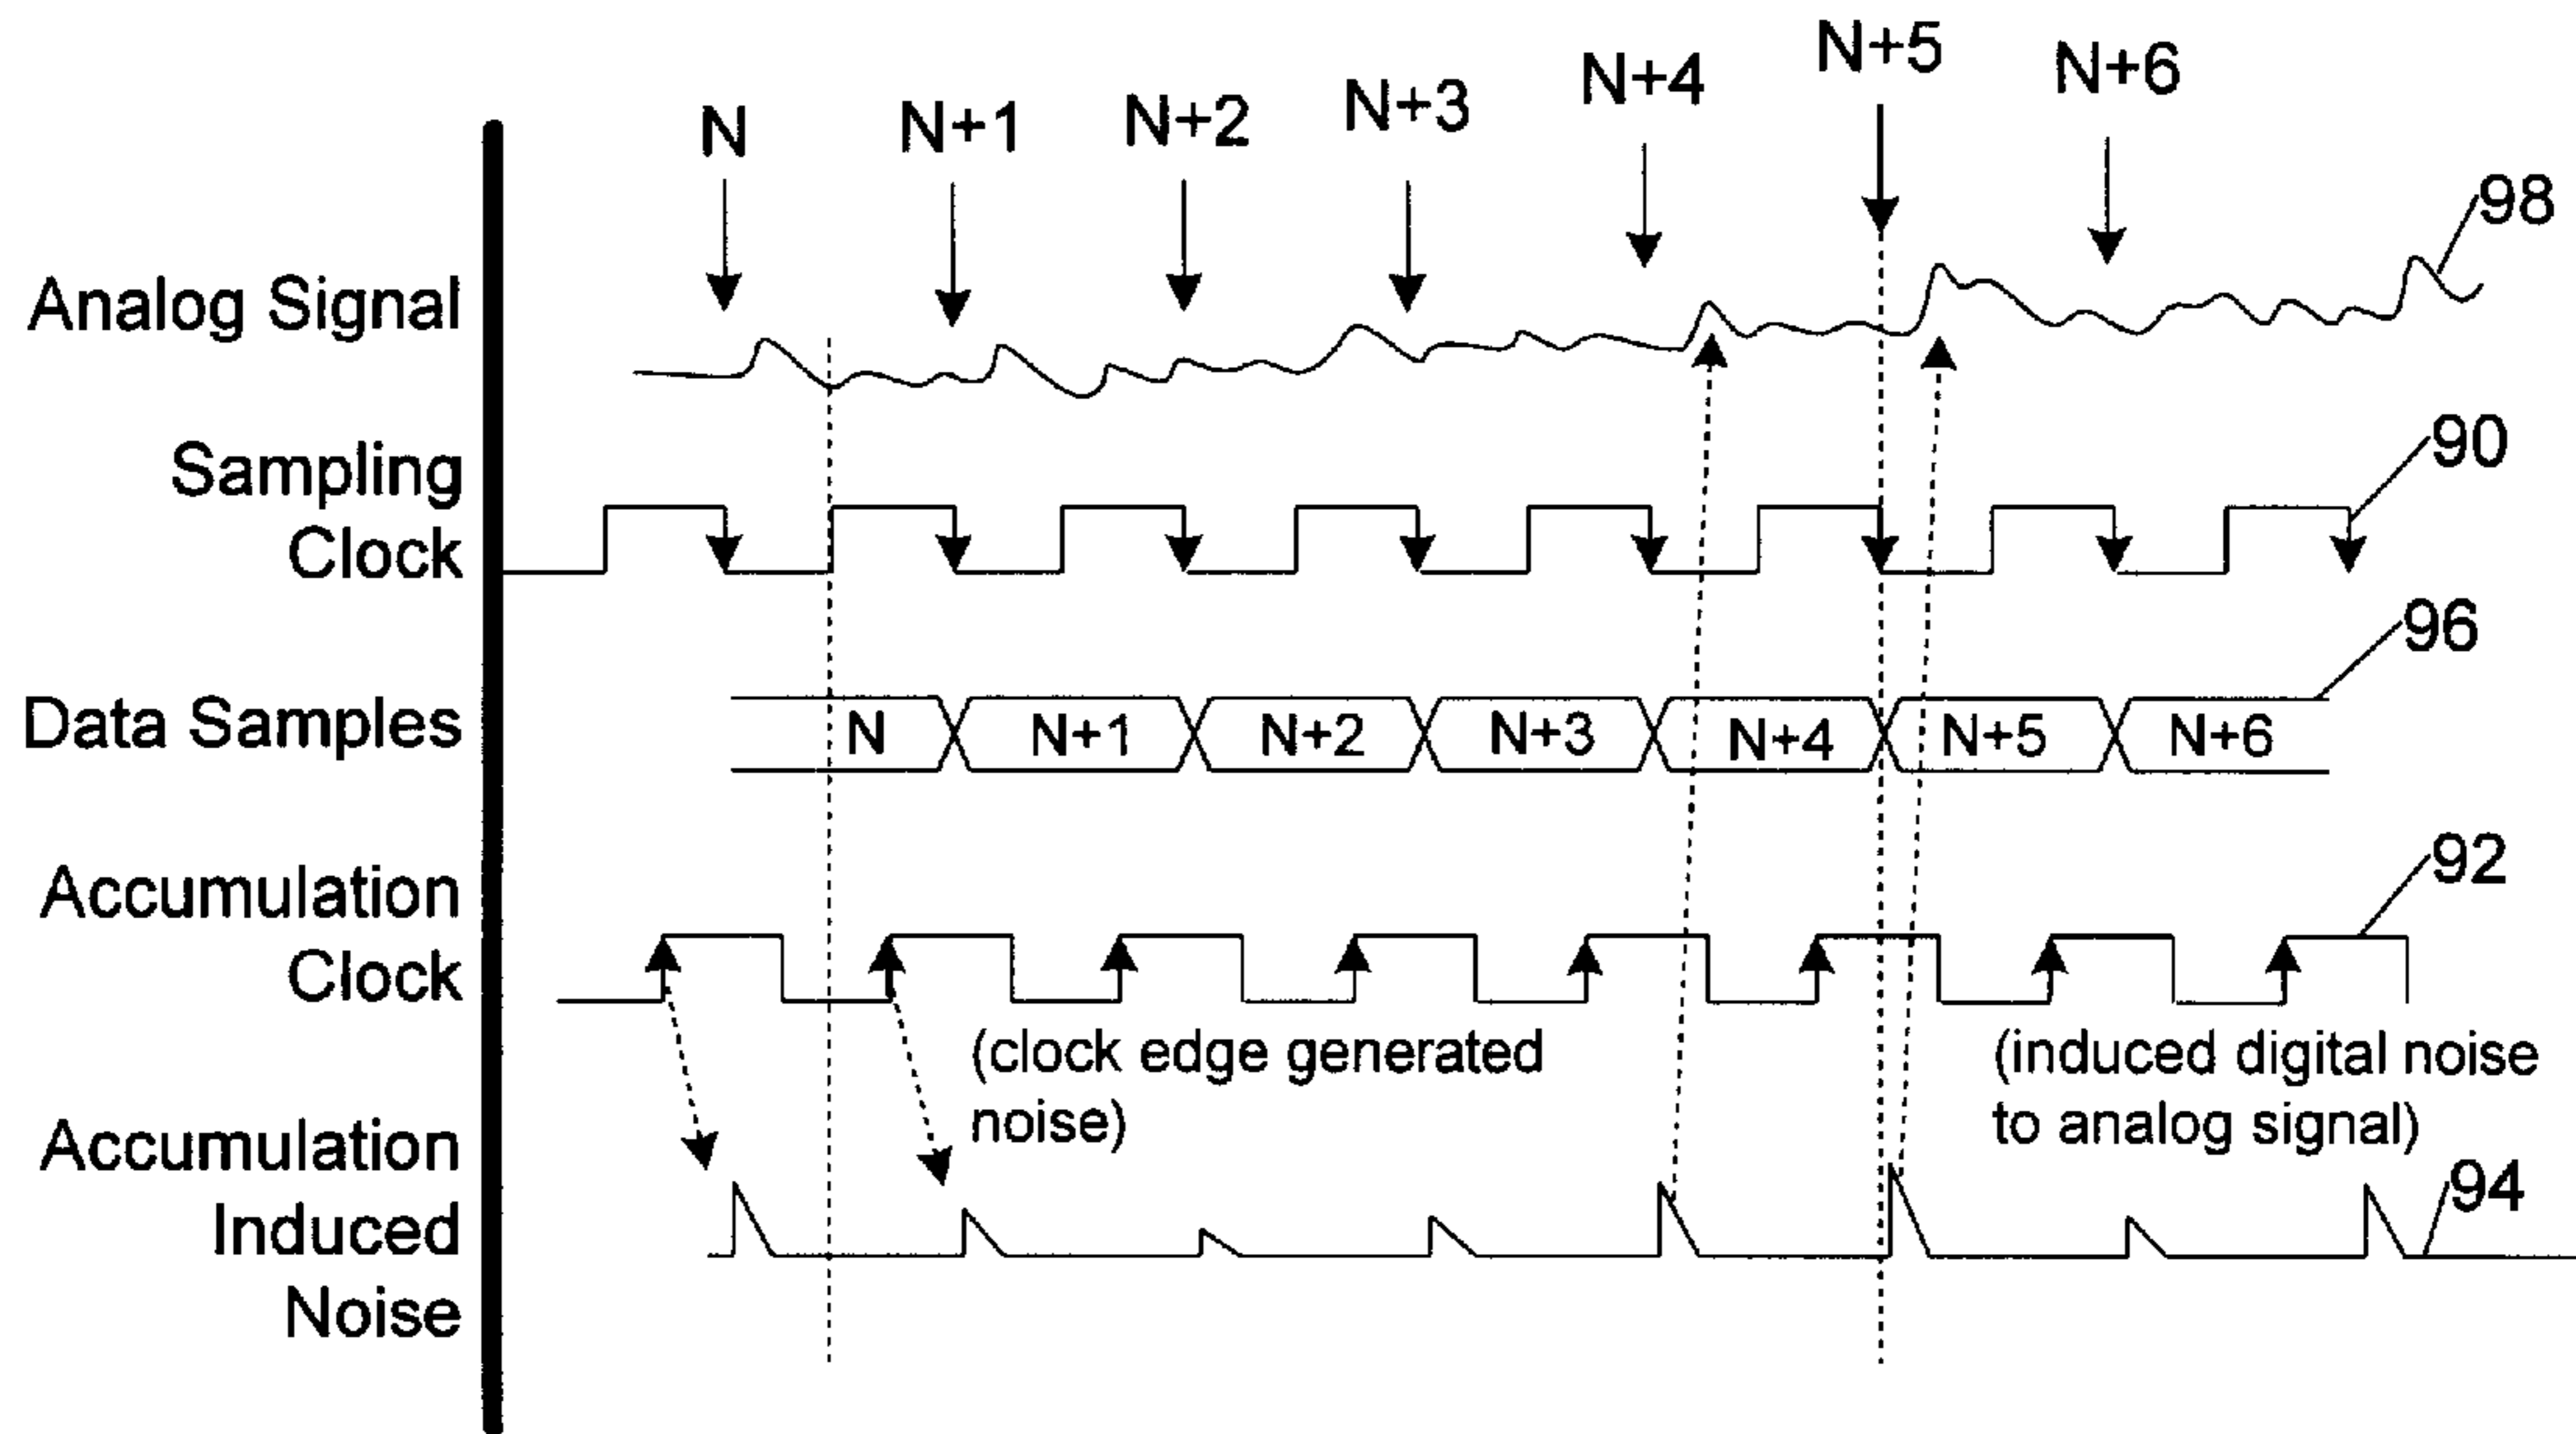 N
N+1
N+2
N+3
N+4
N+5
N+6
98
Analog Signal
Sampling
Clock
90
96
Data Samples
N
N+1
N+2
N+3
N+4
N+5
N+6
Accumulation
Clock
92
(clock edge generated
noise)
(induced digital noise
to analog signal)
Accumulation
Induced
Noise
94